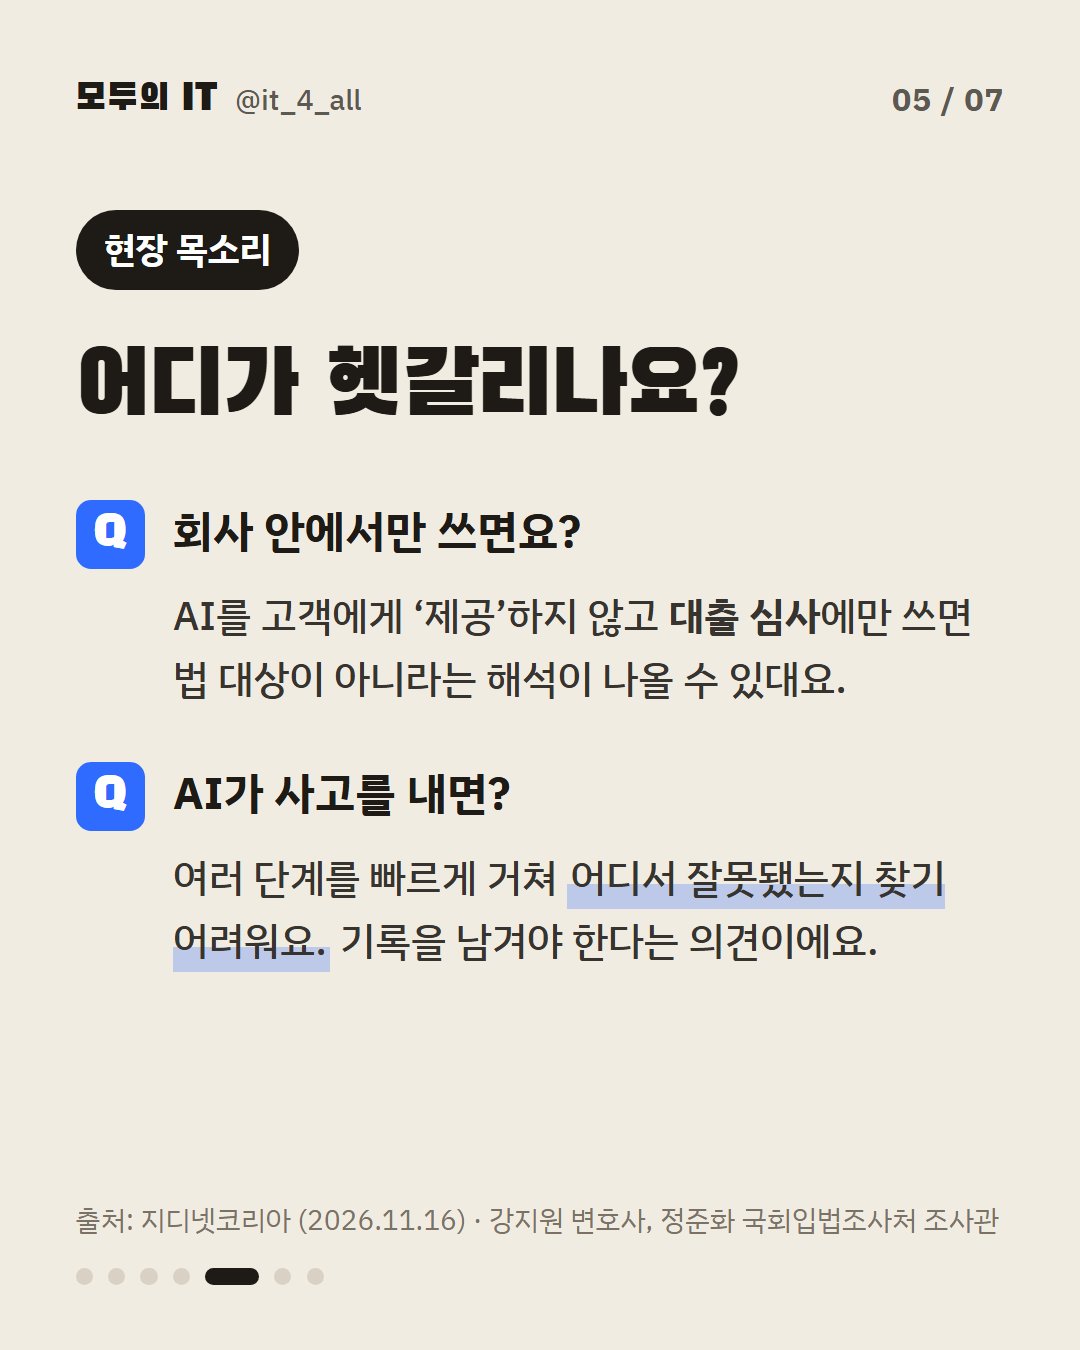 모두의 IT @it_4_all
05 / 07
현장 목소리
어디가 헷갈리나요?
Q 회사 안에서만 쓰면요?
AI를 고객에게 ‘제공’하지 않고 대출 심사에만 쓰면
법 대상이 아니라는 해석이 나올 수 있대요.
Q AI가 사고를 내면?
여러 단계를 빠르게 거쳐 어디서 잘못됐는지 찾기
어려워요. 기록을 남겨야 한다는 의견이에요.
출처: 지디넷코리아 (2026.11.16) · 강지원 변호사, 정준화 국회입법조사처 조사관